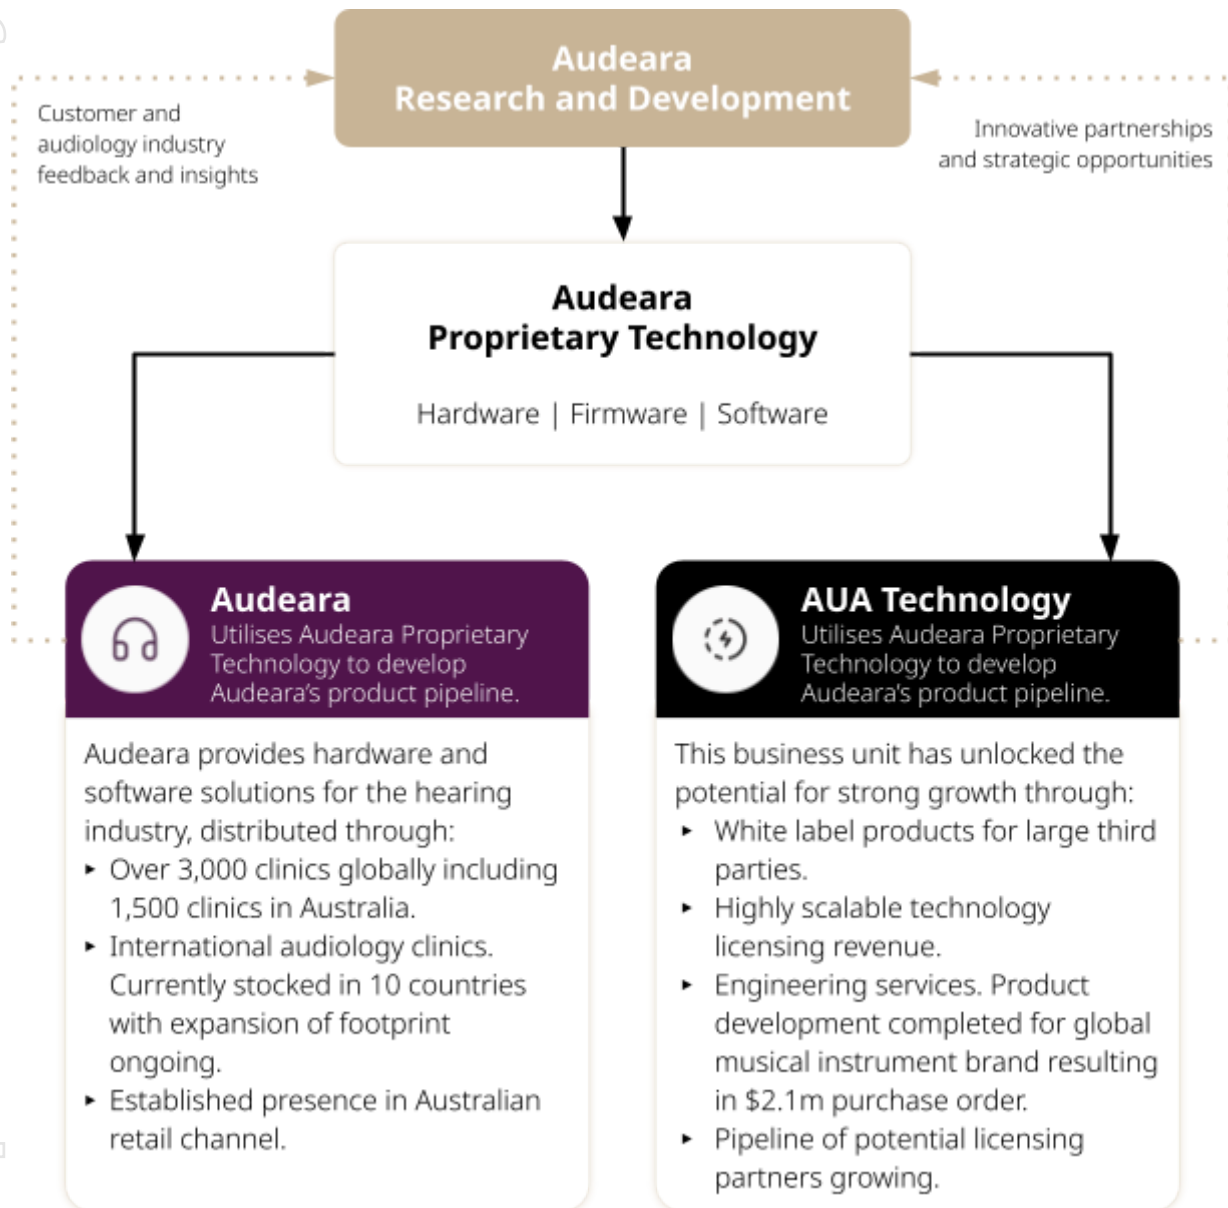 Audeara
Research and Development
Customer and
audiology industry
feedback and insights
Innovative partnerships
and strategic opportunities
Audeara
Proprietary Technology
Hardware | Firmware | Software
Audeara
Utilises Audeara Proprietary
Technology to develop
Audeara’s product pipeline.
Audeara provides hardware and
software solutions for the hearing
industry, distributed through:
‣ Over 3,000 clinics globally including
1,500 clinics in Australia.
‣ International audiology clinics.
Currently stocked in 10 countries
with expansion of footprint
ongoing.
‣ Established presence in Australian
retail channel.
AUA Technology
Utilises Audeara Proprietary
Technology to develop
Audeara’s product pipeline.
This business unit has unlocked the
potential for strong growth through:
‣ White label products for large third
parties.
‣ Highly scalable technology
licensing revenue.
‣ Engineering services. Product
development completed for global
musical instrument brand resulting
in $2.1m purchase order.
‣ Pipeline of potential licensing
partners growing.